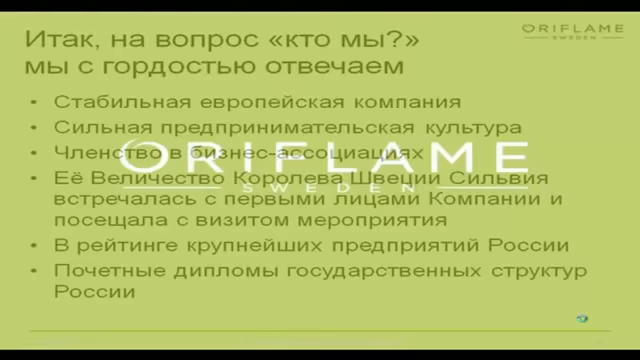 ORIFLAME
SWEDEN
Итак, на вопрос «кто мы?»
мы с гордостью отвечаем
• Стабильная европейская компания
• Сильная предпринимательская культура
• Членство в бизнес-ассоциациях
ORIFLAME
• Её Величество Королева Швеции Сильвия
SWEDEN
встречалась с первыми лицами Компании и
посещала с визитом мероприятия
• В рейтинге крупнейших предприятий России
• Почетные дипломы государственных структур
России